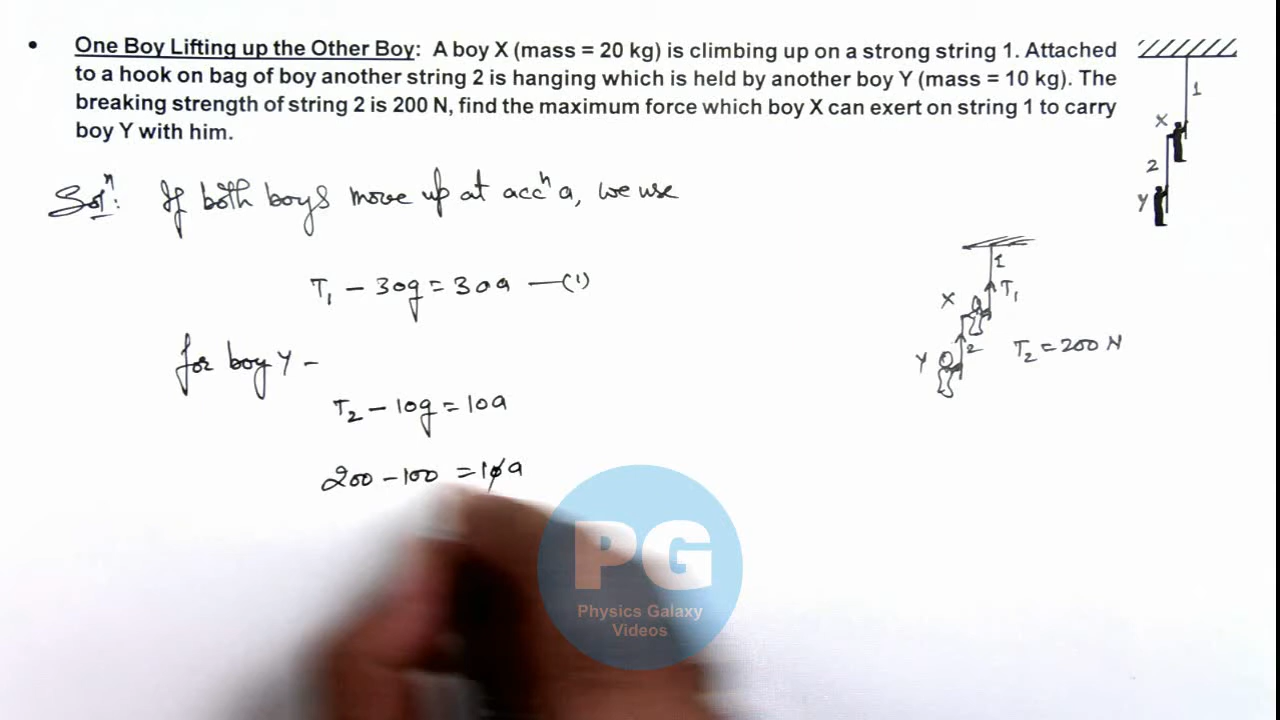 • One Boy Lifting up the Other Boy: A boy X (mass = 20 kg) is climbing up on a strong string 1. Attached
to a hook on bag of boy another string 2 is hanging which is held by another boy Y (mass = 10 kg). The
breaking strength of string 2 is 200 N, find the maximum force which boy X can exert on string 1 to carry
boy Y with him.
1
X
2
Y
Solⁿ: If both boys move up at accⁿ a, we use
T₁ − 30g = 30a —(1)
for boy Y −
T₂ − 10g = 10a
200 − 100 = 10a
1
X T₁
Y 2 T₂ = 200 N
PG
Physics Galaxy
Videos